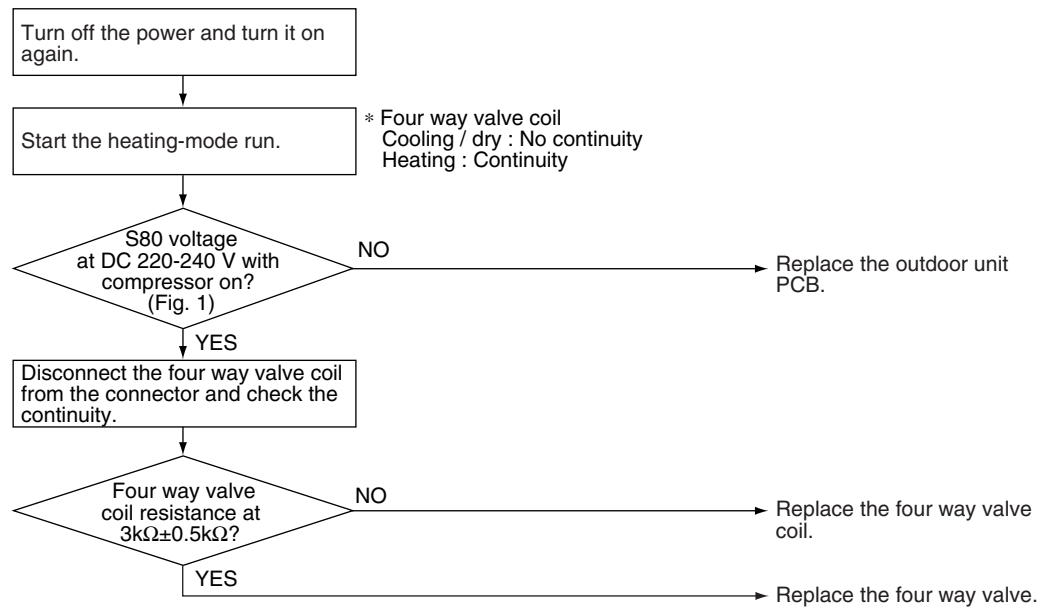 Turn off the power and turn it on
again.
Start the heating-mode run.
* Four way valve coil
Cooling / dry : No continuity
Heating : Continuity
S80 voltage
at DC 220-240 V with
compressor on?
(Fig. 1)
NO
Replace the outdoor unit
PCB.
YES
Disconnect the four way valve coil
from the connector and check the
continuity.
Four way valve
coil resistance at
3kΩ±0.5kΩ?
NO
Replace the four way valve
coil.
YES
Replace the four way valve.